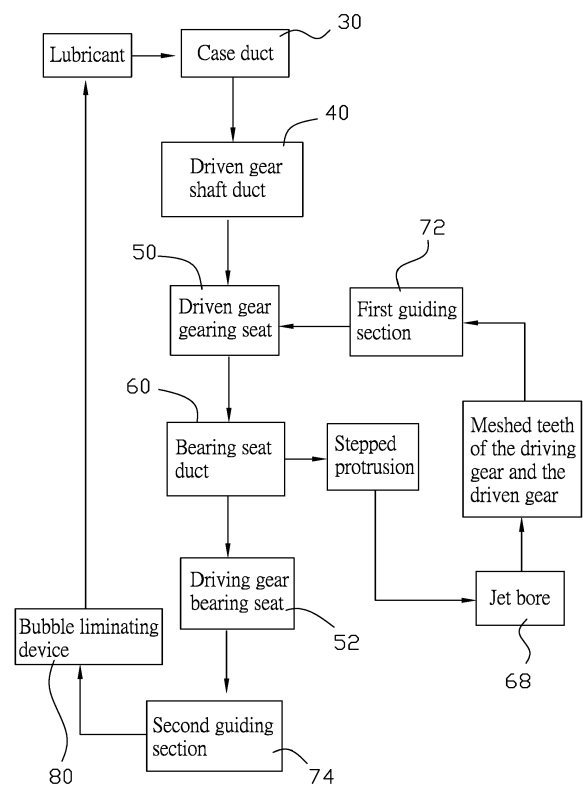 30
Lubricant
Case duct
40
Driven gear
shaft duct
50
72
Driven gear
gearing seat
First guiding
section
60
Bearing seat
duct
Stepped
protrusion
Meshed teeth
of the driving
gear and the
driven gear
Driving gear
bearing seat
52
Jet bore
68
Bubble liminating
device
80
Second guiding
section
74